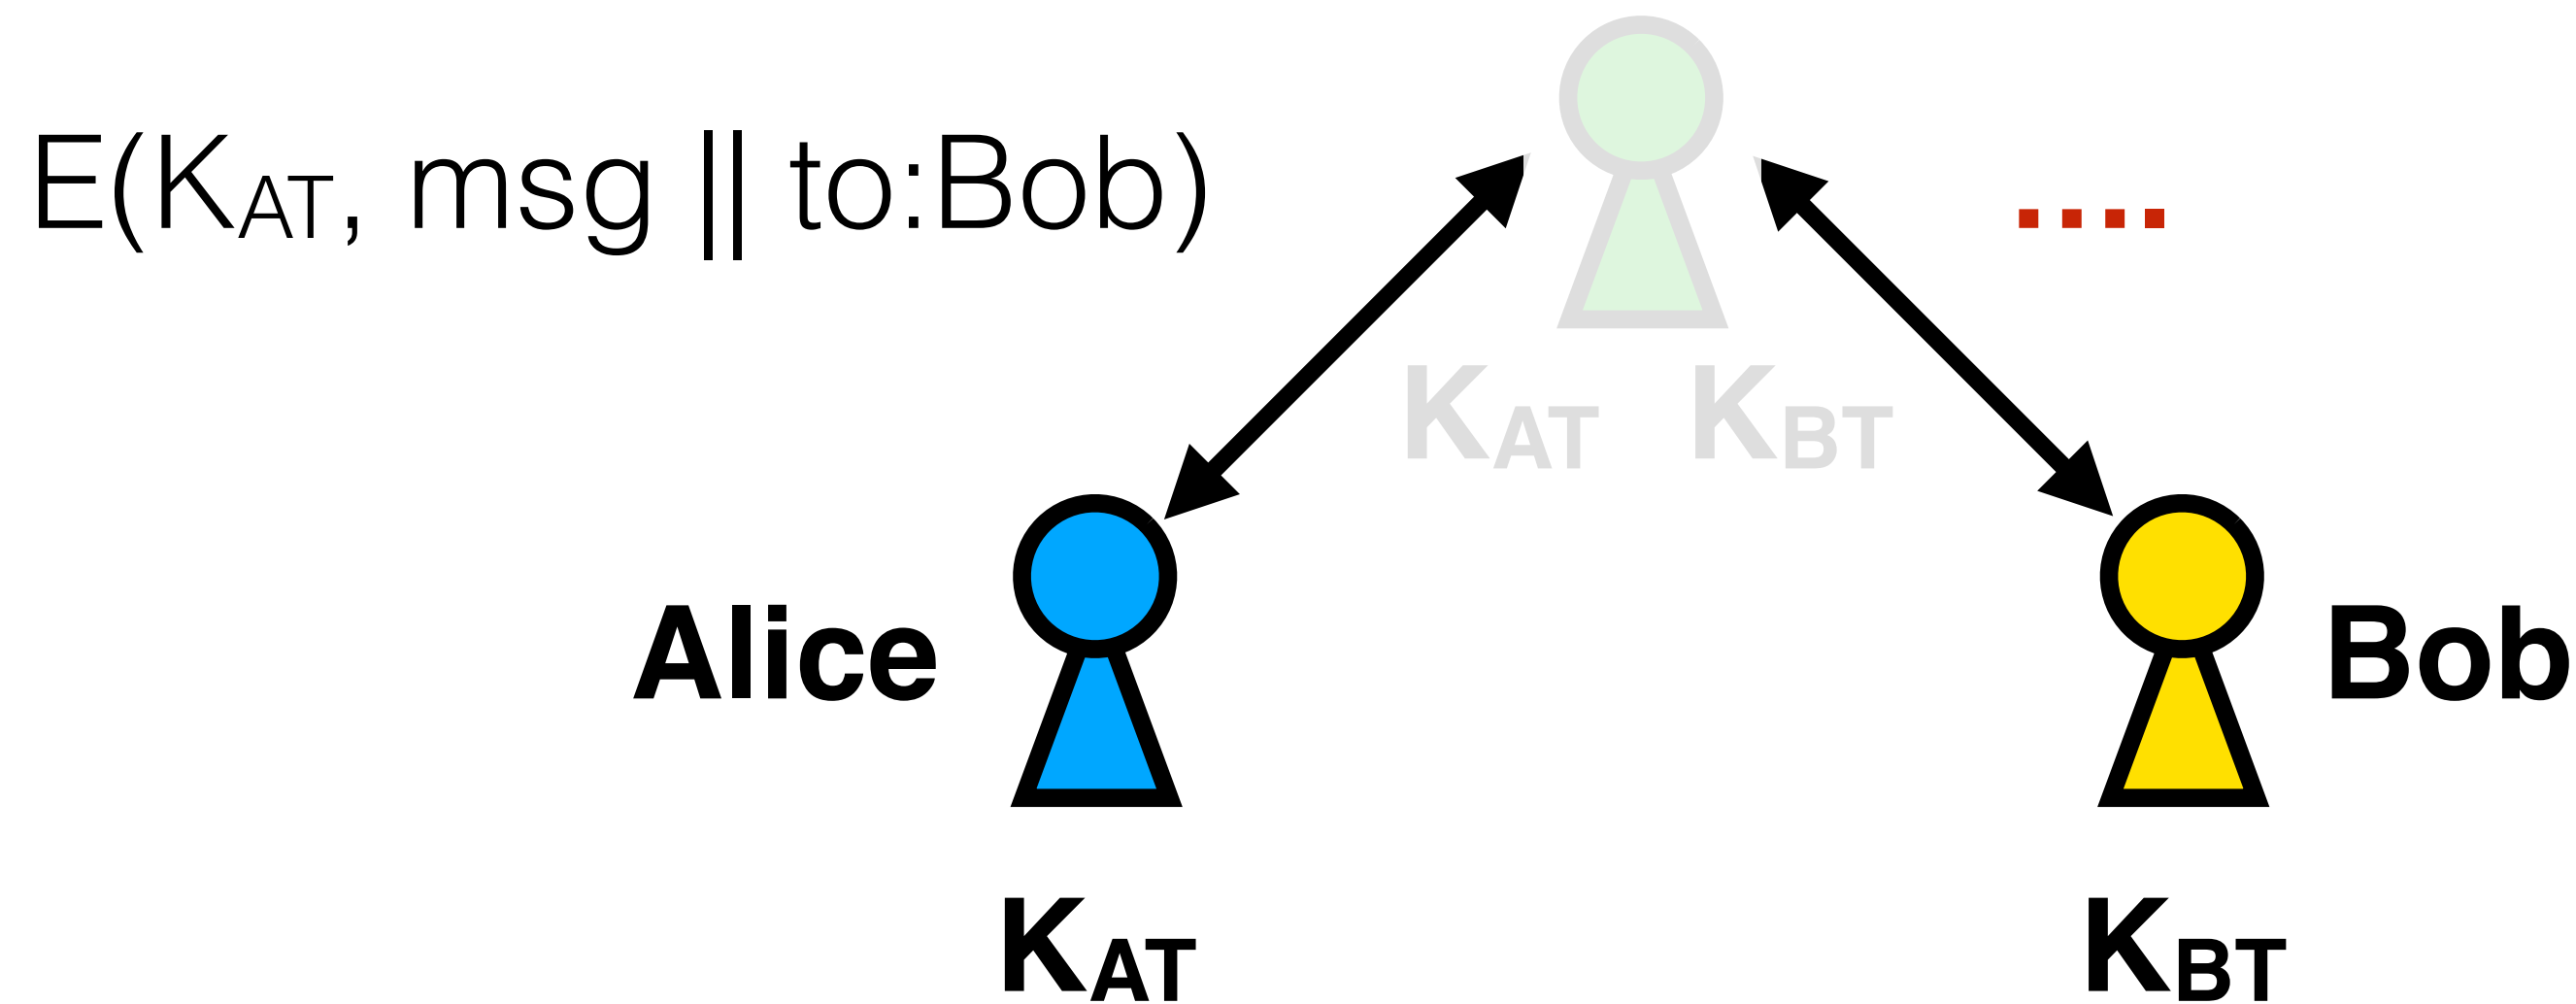 E(KAT, msg || to:Bob)
....
KAT KBT
Alice
Bob
KAT
KBT